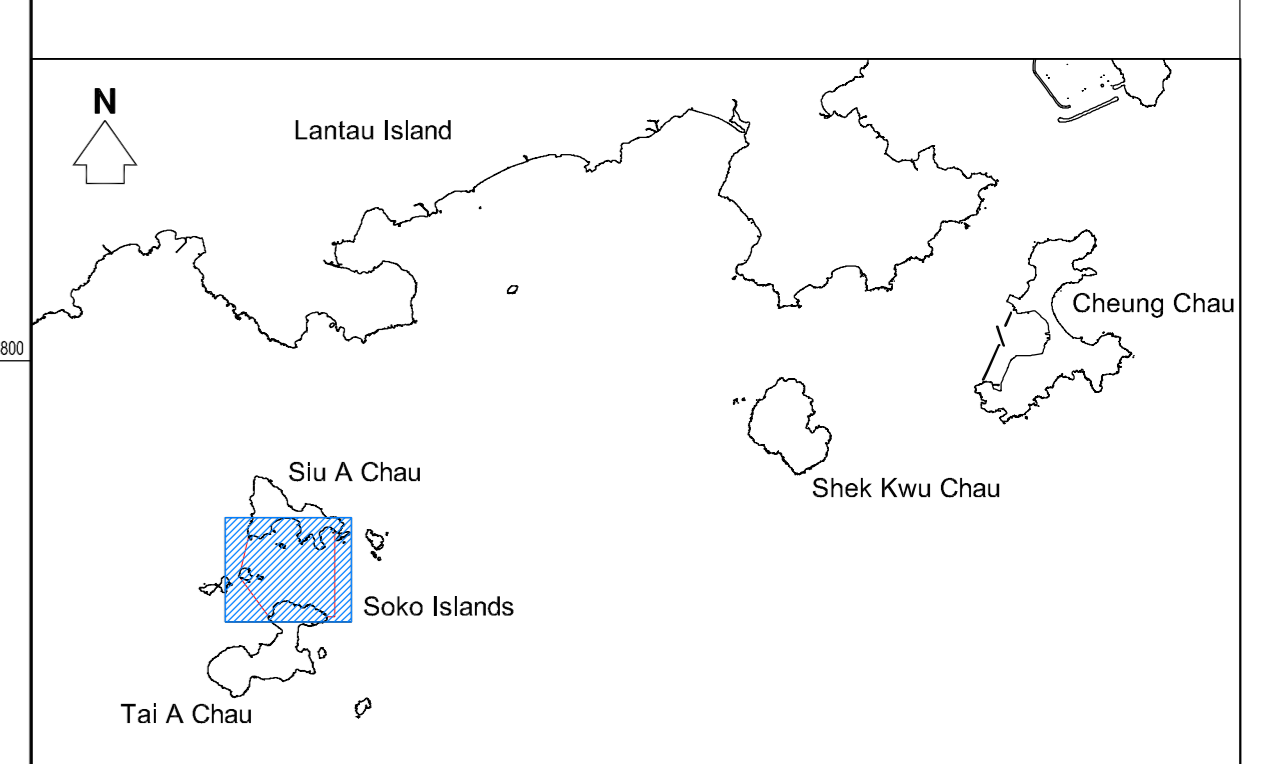 N
Lantau Island
Cheung Chau
800
Siu A Chau
Shek Kwu Chau
Soko Islands
Tai A Chau